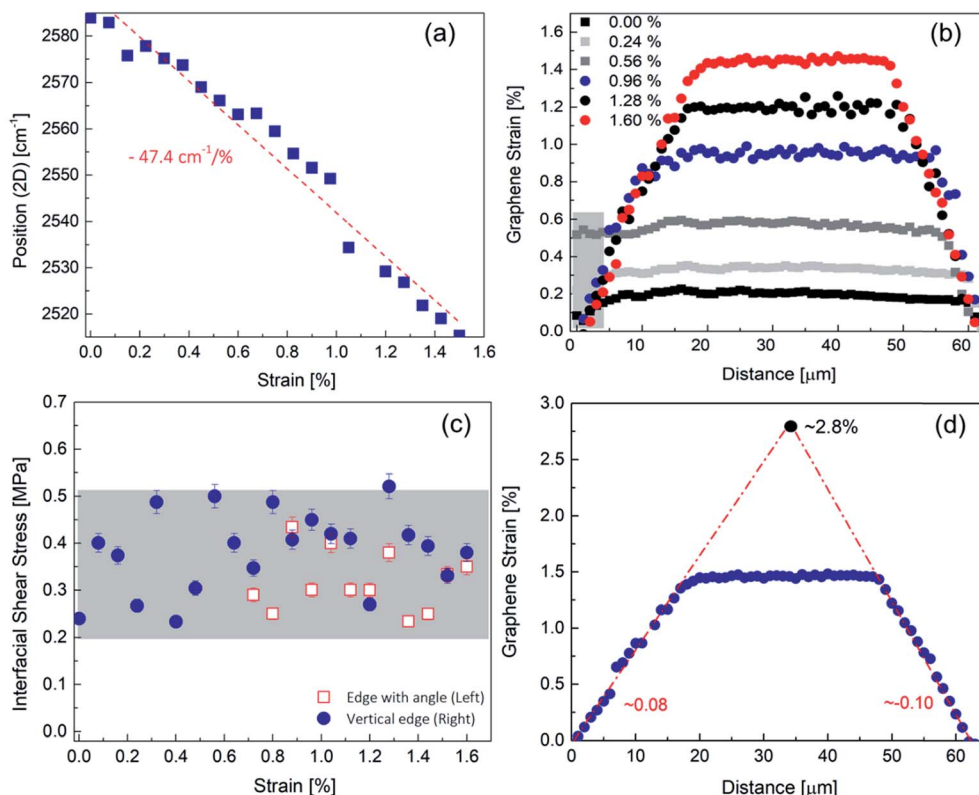 (a)
2580
2570
2560
2550
2540
2530
2520
Position (2D) [cm⁻¹]
- 47.4 cm⁻¹/%
0.0 0.2 0.4 0.6 0.8 1.0 1.2 1.4 1.6
Strain [%]
(b)
0.00 %
0.24 %
0.56 %
0.96 %
1.28 %
1.60 %
1.6
1.4
1.2
1.0
0.8
0.6
0.4
0.2
0.0
Graphene Strain [%]
0 10 20 30 40 50 60
Distance [μm]
(c)
0.7
0.6
0.5
0.4
0.3
0.2
0.1
0.0
Interfacial Shear Stress [MPa]
Edge with angle (Left)
Vertical edge (Right)
0.0 0.2 0.4 0.6 0.8 1.0 1.2 1.4 1.6
Strain [%]
(d)
3.0
2.5
2.0
1.5
1.0
0.5
0.0
Graphene Strain [%]
~2.8%
~0.08
~-0.10
0 10 20 30 40 50 60
Distance [μm]